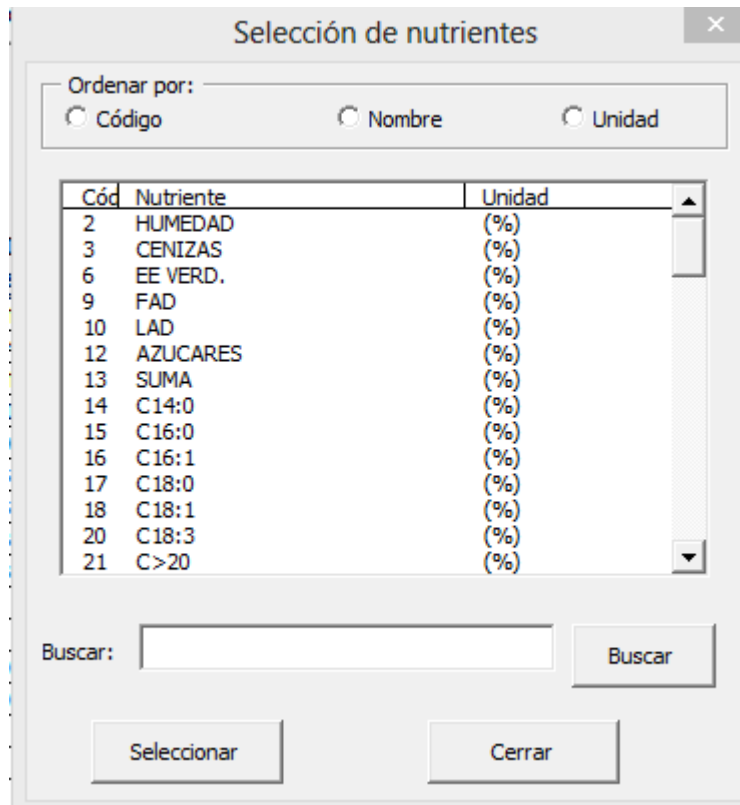 Selección de nutrientes
Ordenar por:
Código Nombre Unidad
Cód Nutriente Unidad
2 HUMEDAD (%)
3 CENIZAS (%)
6 EE VERD. (%)
9 FAD (%)
10 LAD (%)
12 AZUCARES (%)
13 SUMA (%)
14 C14:0 (%)
15 C16:0 (%)
16 C16:1 (%)
17 C18:0 (%)
18 C18:1 (%)
20 C18:3 (%)
21 C>20 (%)
Buscar: Buscar
Seleccionar Cerrar